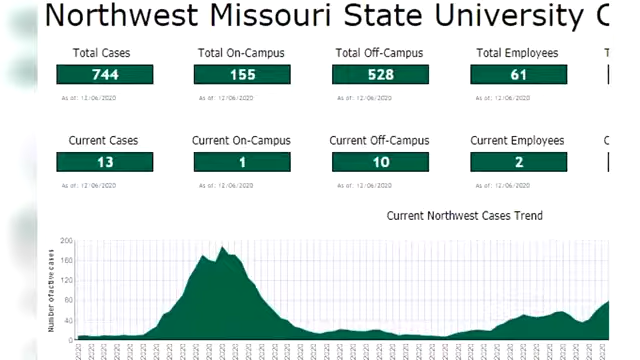 Northwest Missouri State University C
Total Cases Total On-Campus Total Off-Campus Total Employees T
744 155 528 61
As of: 12/06/2020 As of: 12/06/2020 As of: 12/06/2020 As of: 12/06/2020
Current Cases Current On-Campus Current Off-Campus Current Employees C
13 1 10 2
As of: 12/06/2020 As of: 12/06/2020 As of: 12/06/2020 As of: 12/06/2020
Current Northwest Cases Trend
Number of active cases
200
160
120
80
40
0